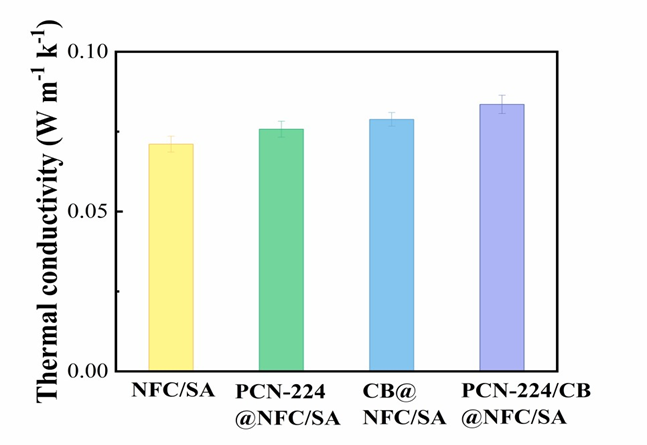 Thermal conductivity (W m⁻¹ k⁻¹)
0.10
0.05
0.00
NFC/SA
PCN-224
@NFC/SA
CB@
NFC/SA
PCN-224/CB
@NFC/SA